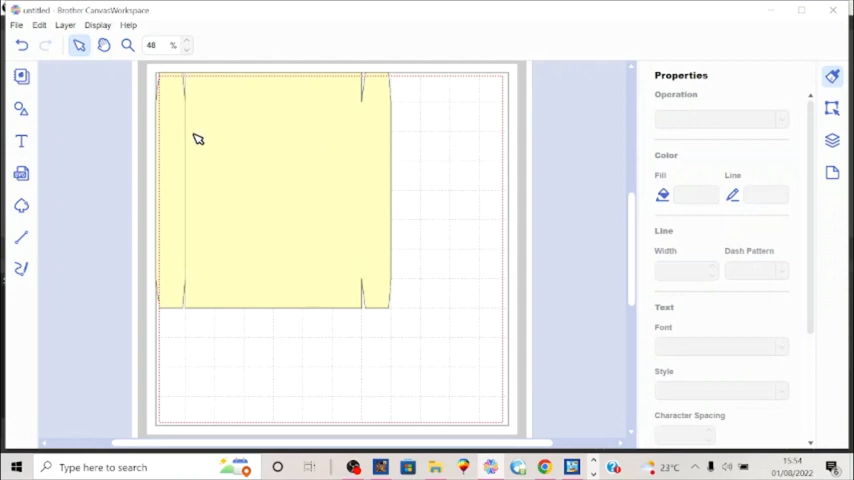 untitled - Brother CanvasWorkspace
File Edit Layer Display Help
48 %
Properties
Operation
Color
Fill Line
Line
Width Dash Pattern
Text
Font
Style
Character Spacing
Type here to search
23°C
15:54
01/08/2022
6